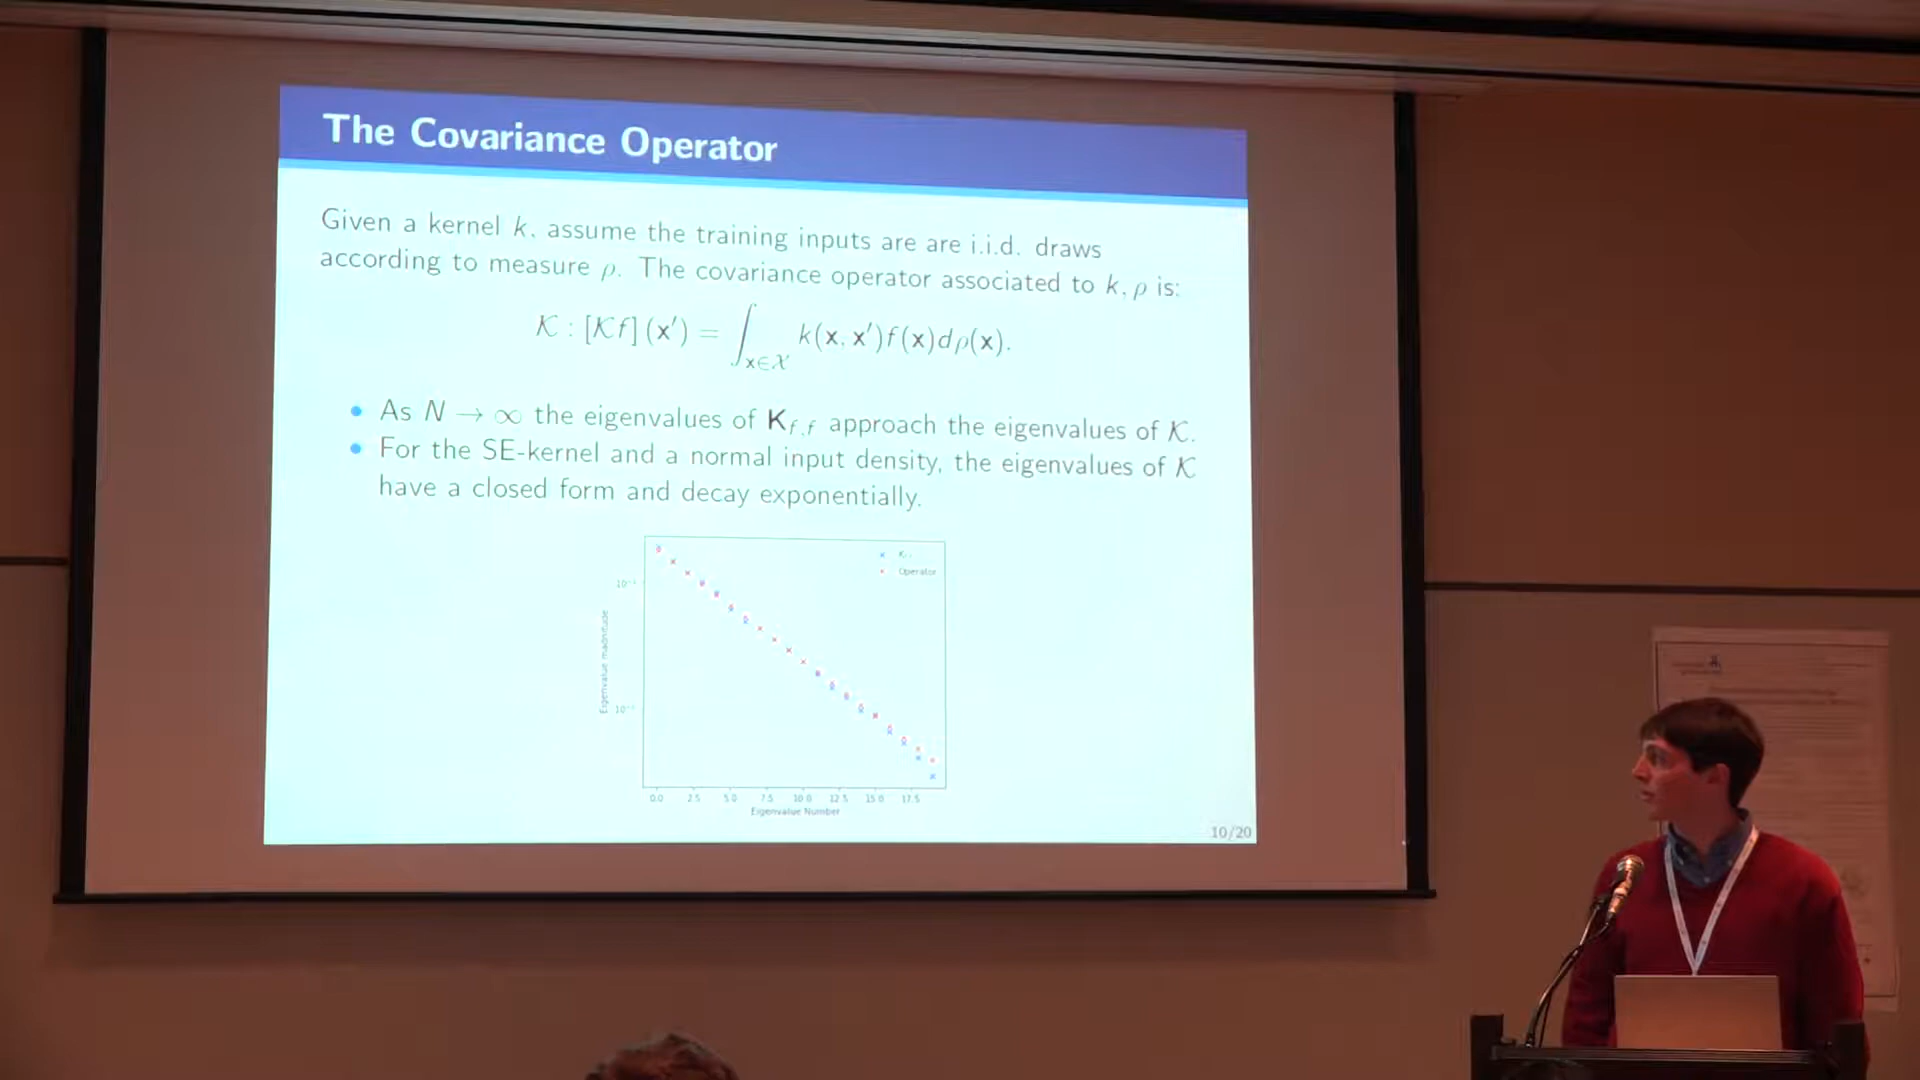 The Covariance Operator
Given a kernel k, assume the training inputs are are i.i.d. draws
according to measure ρ. The covariance operator associated to k, ρ is:
𝒦 : [𝒦f] (x′) = ∫x∈𝒳 k(x, x′)f(x)dρ(x).
• As N → ∞ the eigenvalues of Kf,f approach the eigenvalues of 𝒦.
• For the SE-kernel and a normal input density, the eigenvalues of 𝒦
have a closed form and decay exponentially.
Operator
Eigenvalue magnitude
0.0 2.5 5.0 7.5 10.0 12.5 15.0 17.5
Eigenvalue Number
10/20